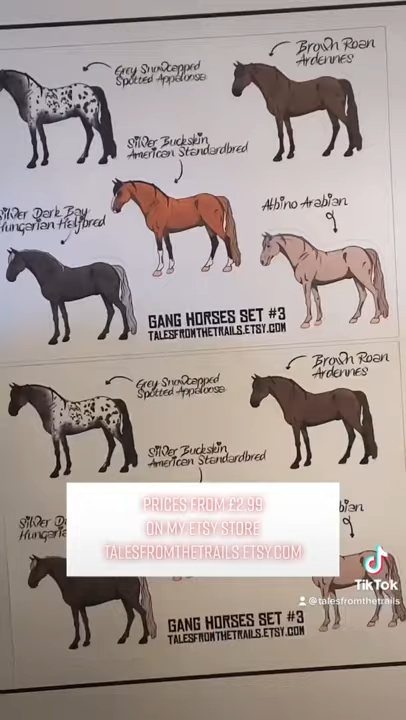 Grey Snowcapped
Spotted Appaloosa
Brown Roan
Ardennes
Silver Buckskin
American Standardbred
Silver Dark Bay
Hungarian Halfbred
Albino Arabian
GANG HORSES SET #3
TALESFROMTHETRAILS.ETSY.COM
Grey Snowcapped
Spotted Appaloosa
Brown Roan
Ardennes
Silver Buckskin
American Standardbred
PRICES FROM £2.99
ON MY ETSY STORE
TALESFROMTHETRAILS.ETSY.COM
TikTok
@talesfromthetrails
GANG HORSES SET #3
TALESFROMTHETRAILS.ETSY.COM